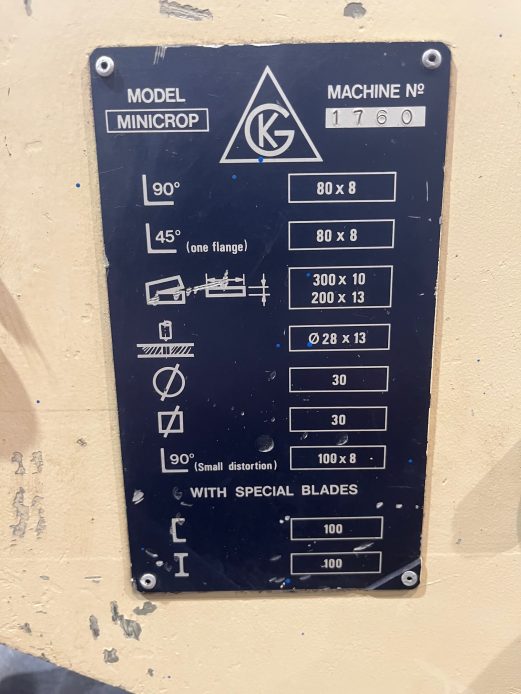 MODEL
MINICROP
KG
MACHINE Nº
1760
90° 80 x 8
45° (one flange) 80 x 8
300 x 10
200 x 13
Ø 28 x 13
30
30
90° (Small distortion) 100 x 8
WITH SPECIAL BLADES
100
100